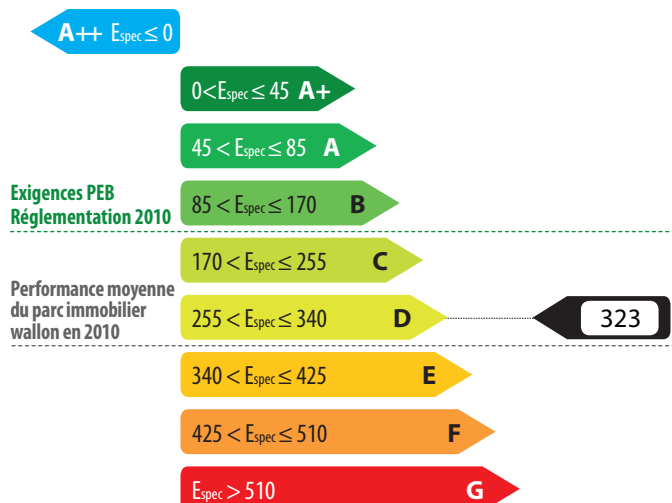 A++ Espec ≤ 0
0<Espec ≤ 45 A+
45 < Espec ≤ 85 A
Exigences PEB
Réglementation 2010
85 < Espec ≤ 170 B
170 < Espec ≤ 255 C
Performance moyenne
du parc immobilier
wallon en 2010
255 < Espec ≤ 340 D
323
340 < Espec ≤ 425 E
425 < Espec ≤ 510 F
Espec > 510 G